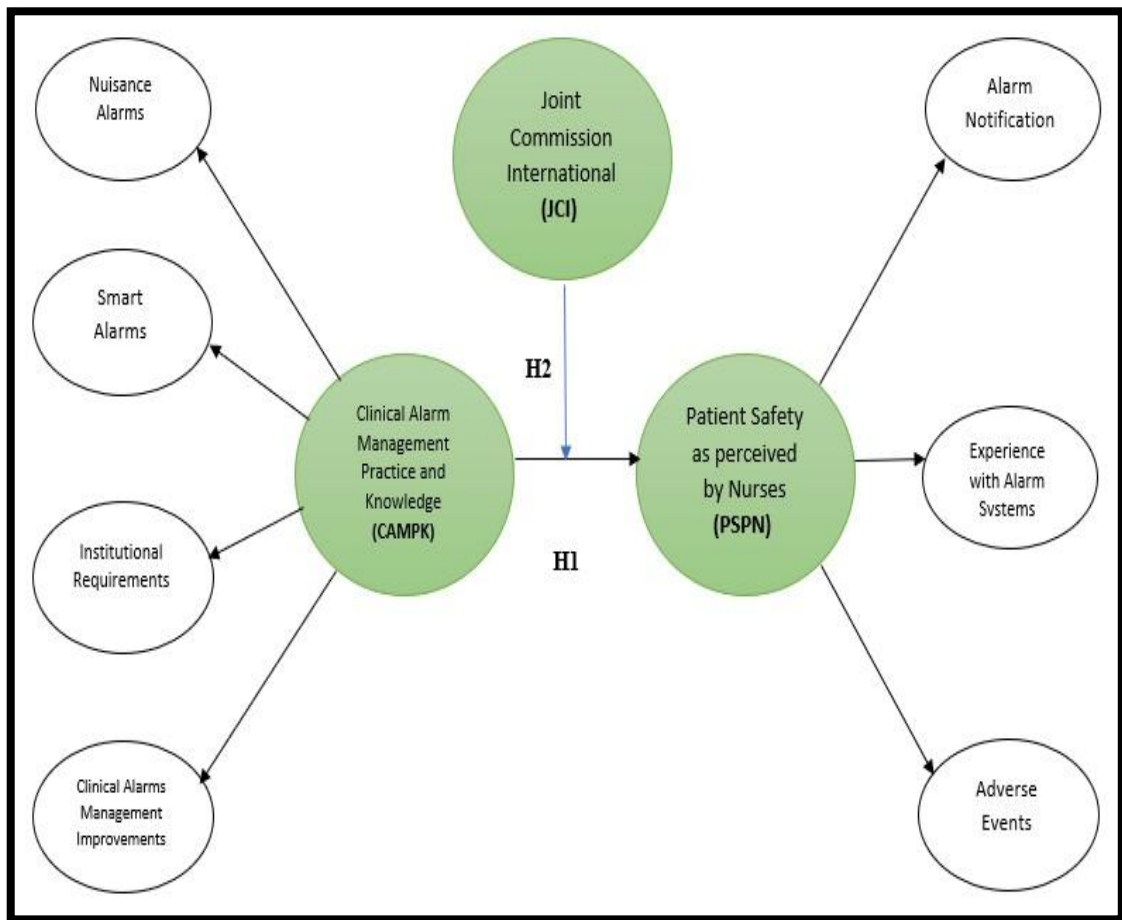 Nuisance
Alarms
Smart
Alarms
Institutional
Requirements
Clinical Alarms
Management
Improvements
Joint
Commission
International
(JCI)
H2
Clinical Alarm
Management
Practice and
Knowledge
(CAMPK)
H1
Patient Safety
as perceived
by Nurses
(PSPN)
Alarm
Notification
Experience
with Alarm
Systems
Adverse
Events